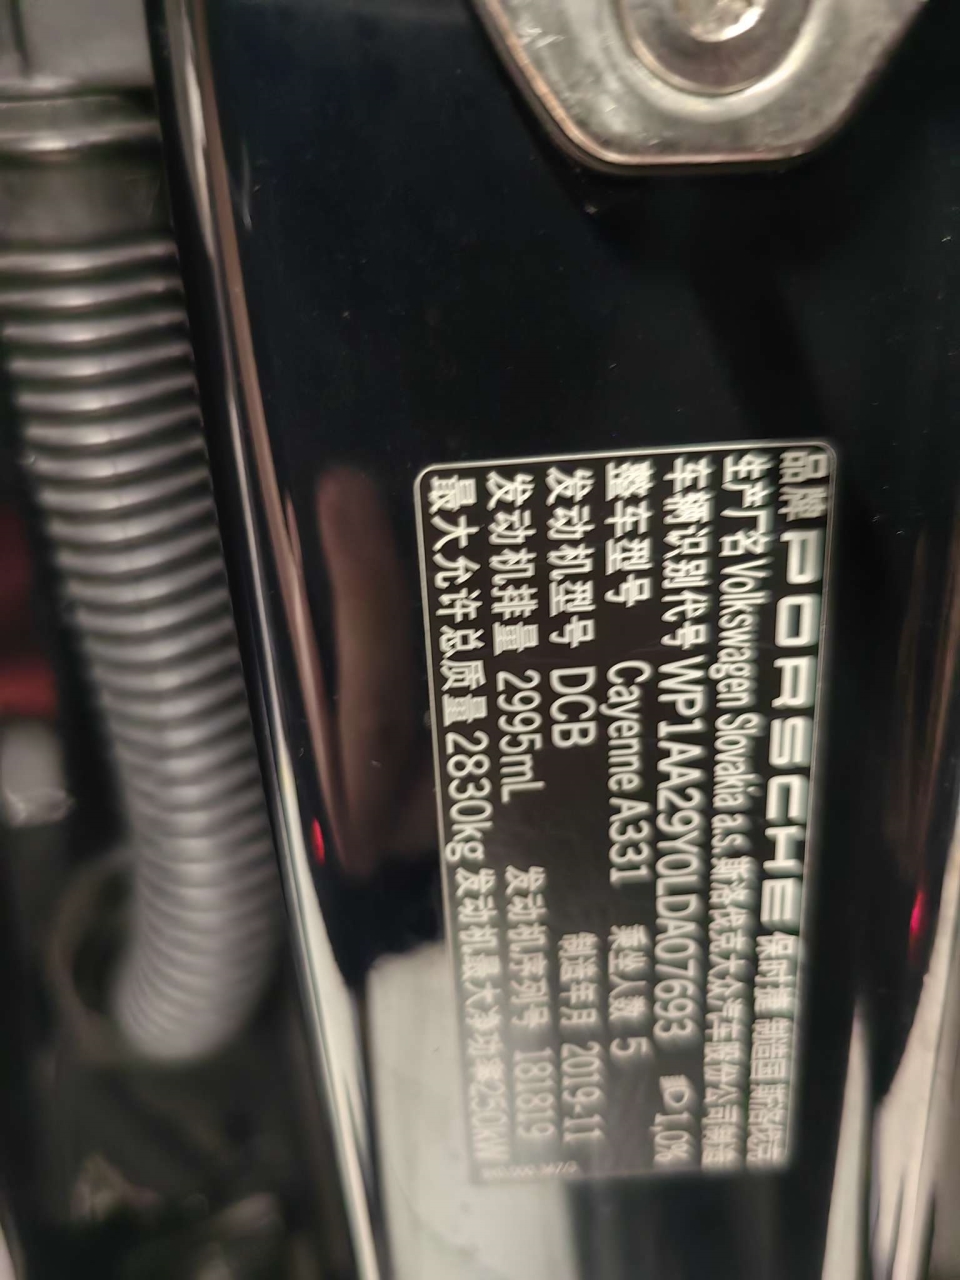 品牌 PORSCHE 保时捷 制造国 斯洛伐克
生产厂名 Volkswagen Slovakia a.s. 斯洛伐克大众汽车股份公司制造
车辆识别代号 WP1AA29Y0LDA07693 1,0%
整车型号 Cayenne A331 乘坐人数 5
发动机型号 DCB 制造年月 2019-11
发动机排量 2995mL 发动机序列号 181819
最大允许总质量 2830kg 发动机最大净功率250kW